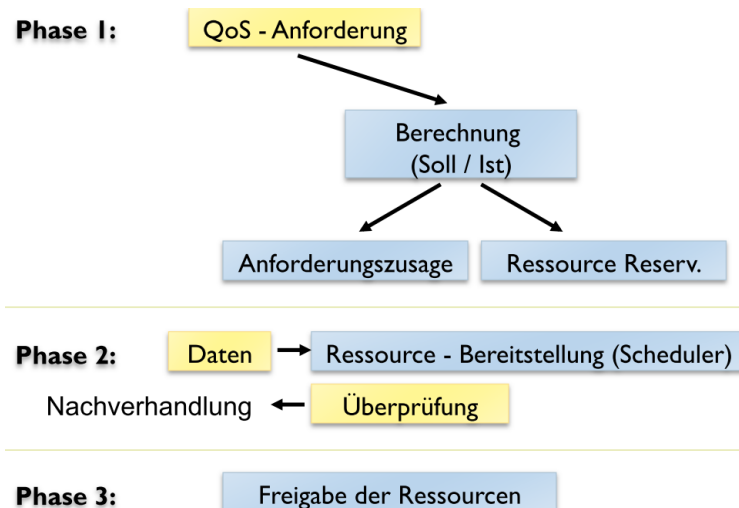 Phase 1:
QoS - Anforderung
Berechnung
(Soll / Ist)
Anforderungszusage
Ressource Reserv.
Phase 2:
Daten
Ressource - Bereitstellung (Scheduler)
Nachverhandlung
Überprüfung
Phase 3:
Freigabe der Ressourcen